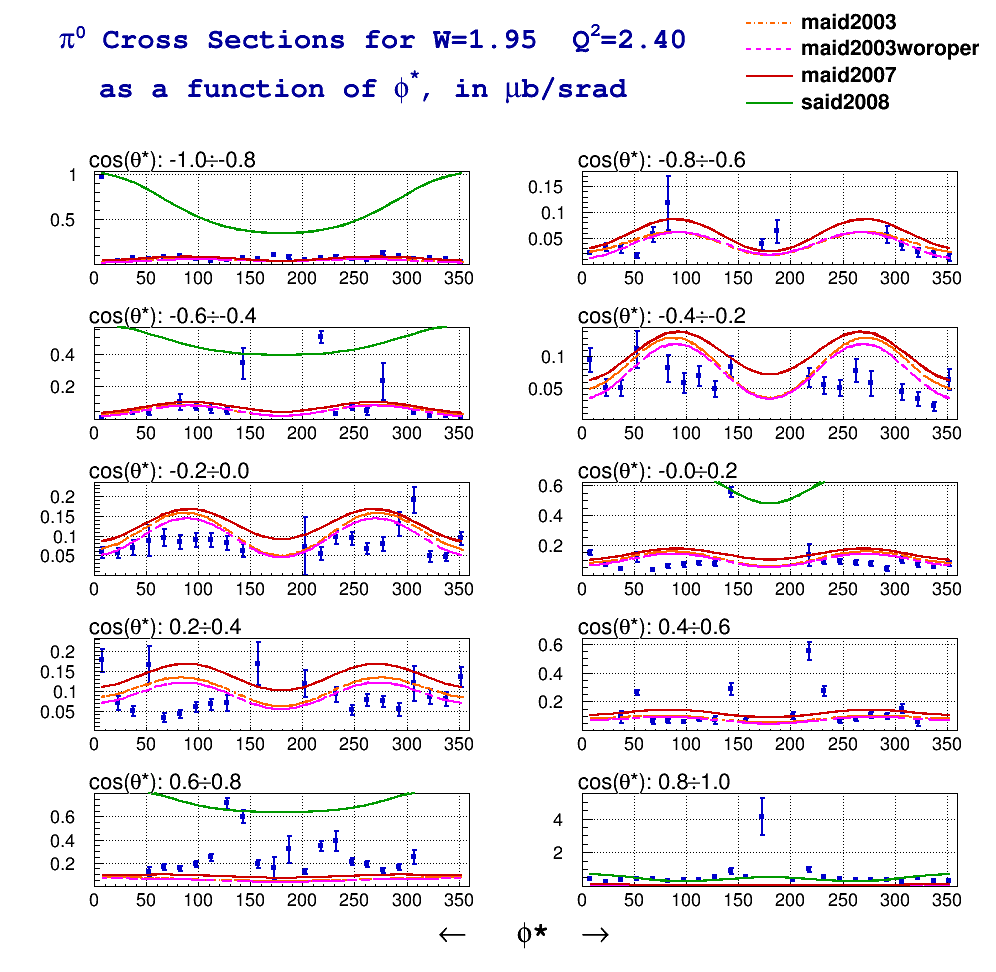 π⁰ Cross Sections for W=1.95 Q²=2.40
as a function of ϕ*, in μb/srad
maid2003
maid2003woroper
maid2007
said2008
cos(θ*): -1.0÷-0.8
1
0.5
0 50 100 150 200 250 300 350
cos(θ*): -0.8÷-0.6
0.15
0.1
0.05
0 50 100 150 200 250 300 350
cos(θ*): -0.6÷-0.4
0.4
0.2
0 50 100 150 200 250 300 350
cos(θ*): -0.4÷-0.2
0.1
0.05
0 50 100 150 200 250 300 350
cos(θ*): -0.2÷0.0
0.2
0.15
0.1
0.05
0 50 100 150 200 250 300 350
cos(θ*): -0.0÷0.2
0.6
0.4
0.2
0 50 100 150 200 250 300 350
cos(θ*): 0.2÷0.4
0.2
0.15
0.1
0.05
0 50 100 150 200 250 300 350
cos(θ*): 0.4÷0.6
0.6
0.4
0.2
0 50 100 150 200 250 300 350
cos(θ*): 0.6÷0.8
0.6
0.4
0.2
0 50 100 150 200 250 300 350
cos(θ*): 0.8÷1.0
4
2
0 50 100 150 200 250 300 350
← ϕ* →